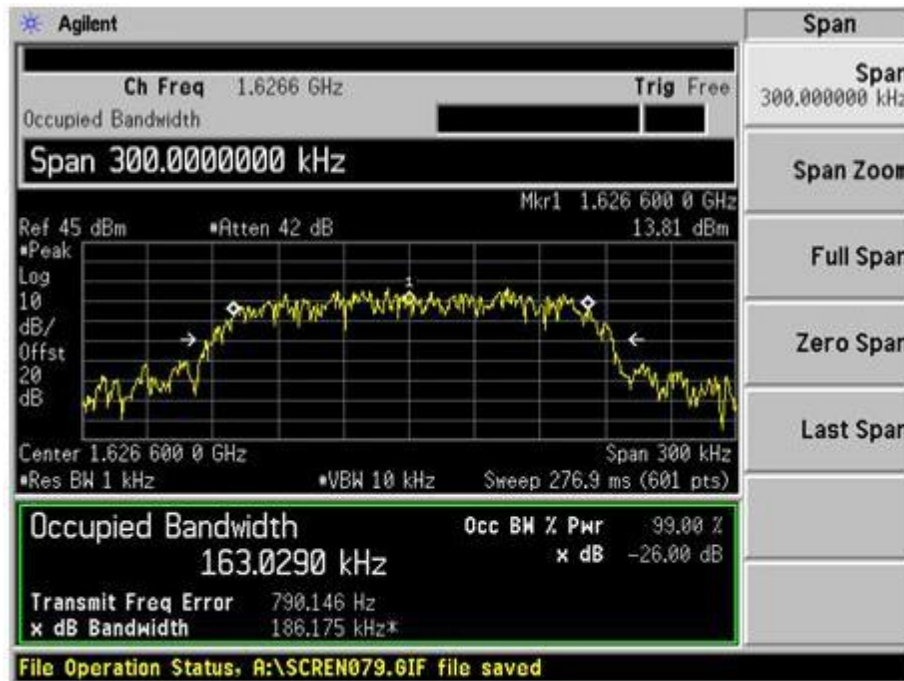 Agilent
Span
Ch Freq 1.6266 GHz
Trig Free
Occupied Bandwidth
Span 300.0000000 kHz
Mkr1 1.626 600 0 GHz
Ref 45 dBm
#Atten 42 dB
13.81 dBm
#Peak
Log
10
dB/
Offst
20
dB
1
Center 1.626 600 0 GHz
Span 300 kHz
#Res BW 1 kHz
#VBW 10 kHz
Sweep 276.9 ms (601 pts)
Occupied Bandwidth
163.0290 kHz
Occ BW % Pwr 99.00 %
x dB -26.00 dB
Transmit Freq Error 790.146 Hz
x dB Bandwidth 186.175 kHz*
File Operation Status, A:\SCREN079.GIF file saved
Span
300.000000 kHz
Span Zoom
Full Span
Zero Span
Last Span